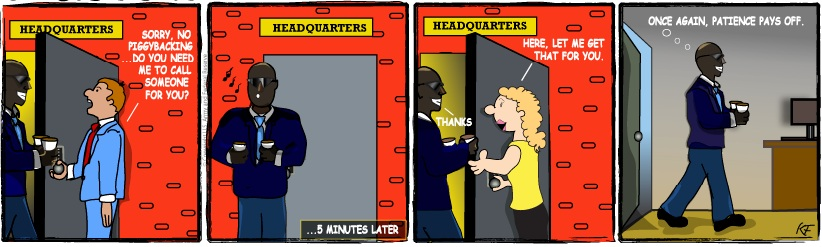 HEADQUARTERS
SORRY, NO
PIGGYBACKING
...DO YOU NEED
ME TO CALL
SOMEONE
FOR YOU?
HEADQUARTERS
...5 MINUTES LATER
HEADQUARTERS
HERE, LET ME GET
THAT FOR YOU.
THANKS
ONCE AGAIN, PATIENCE PAYS OFF.